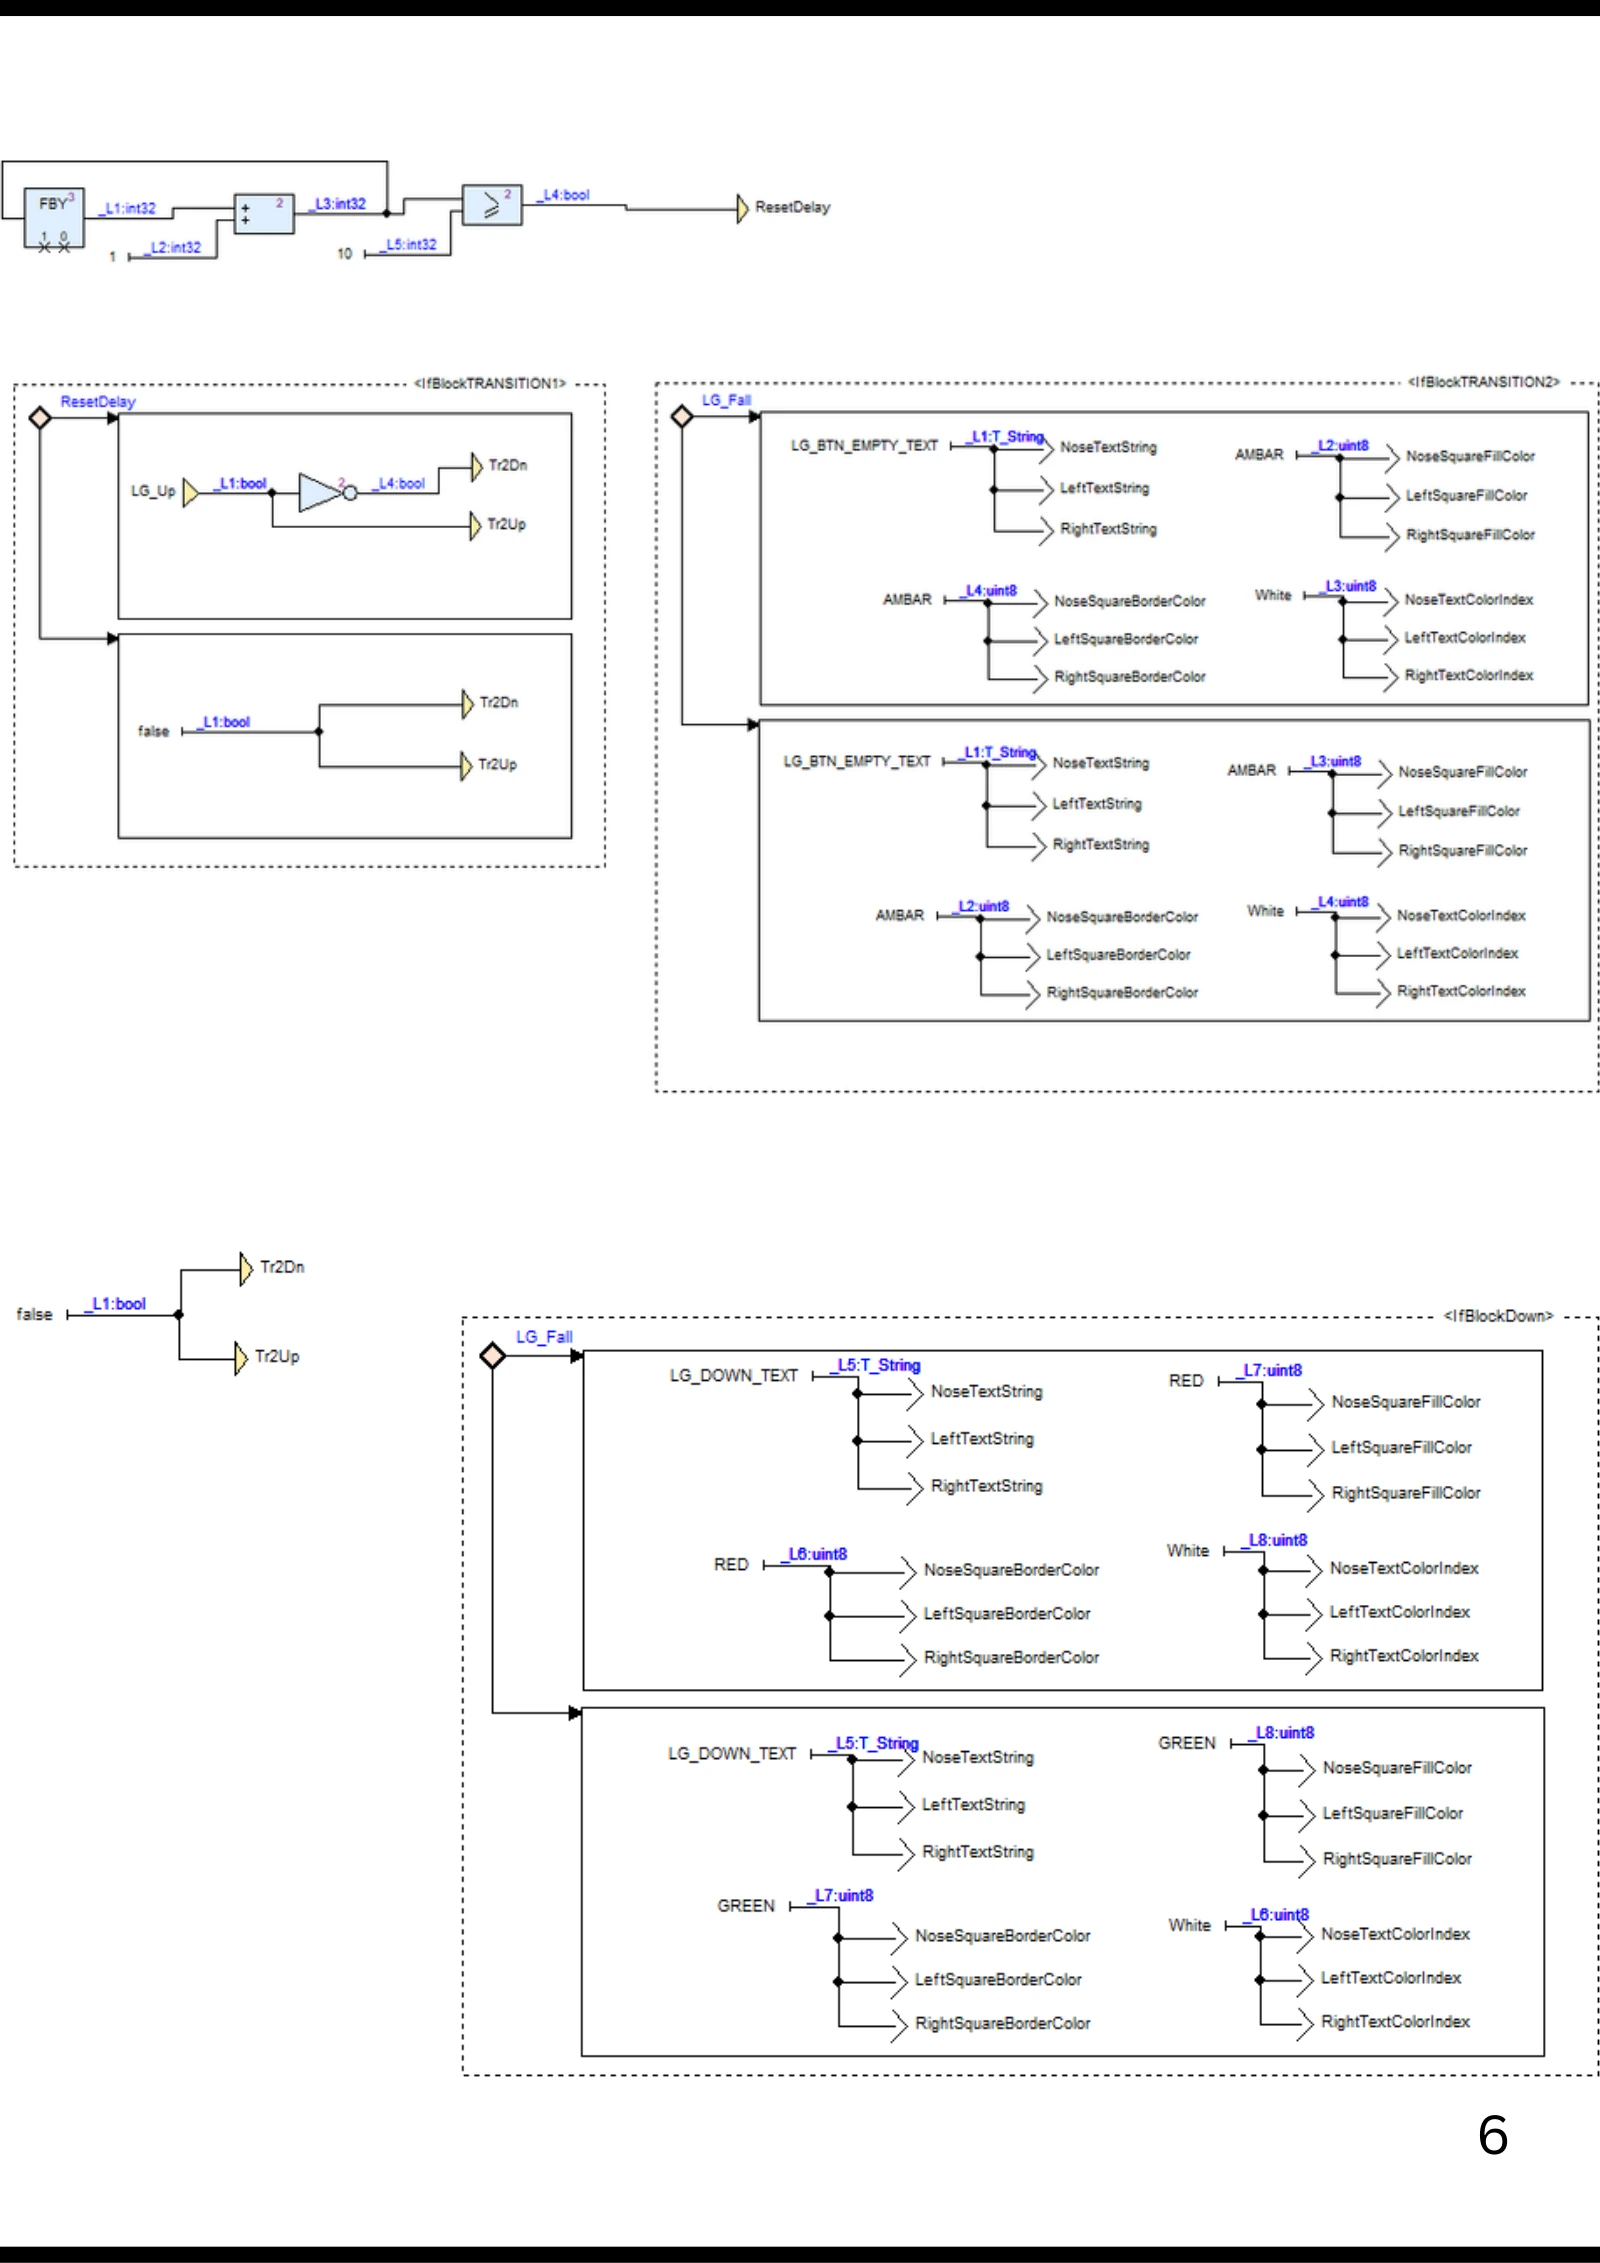 FBY 3
1 0
_L1:int32
1
_L2:int32
+ 2
+
_L3:int32
10
_L5:int32
≥ 2
_L4:bool
ResetDelay
<IfBlockTRANSITION1>
ResetDelay
LG_Up
_L1:bool
2
_L4:bool
Tr2Dn
Tr2Up
false
_L1:bool
Tr2Dn
Tr2Up
<IfBlockTRANSITION2>
LG_Fall
LG_BTN_EMPTY_TEXT
_L1:T_String
NoseTextString
LeftTextString
RightTextString
AMBAR
_L2:uint8
NoseSquareFillColor
LeftSquareFillColor
RightSquareFillColor
AMBAR
_L4:uint8
NoseSquareBorderColor
LeftSquareBorderColor
RightSquareBorderColor
White
_L3:uint8
NoseTextColorIndex
LeftTextColorIndex
RightTextColorIndex
LG_BTN_EMPTY_TEXT
_L1:T_String
NoseTextString
LeftTextString
RightTextString
AMBAR
_L3:uint8
NoseSquareFillColor
LeftSquareFillColor
RightSquareFillColor
AMBAR
_L2:uint8
NoseSquareBorderColor
LeftSquareBorderColor
RightSquareBorderColor
White
_L4:uint8
NoseTextColorIndex
LeftTextColorIndex
RightTextColorIndex
false
_L1:bool
Tr2Dn
Tr2Up
<IfBlockDown>
LG_Fall
LG_DOWN_TEXT
_L5:T_String
NoseTextString
LeftTextString
RightTextString
RED
_L7:uint8
NoseSquareFillColor
LeftSquareFillColor
RightSquareFillColor
RED
_L6:uint8
NoseSquareBorderColor
LeftSquareBorderColor
RightSquareBorderColor
White
_L8:uint8
NoseTextColorIndex
LeftTextColorIndex
RightTextColorIndex
LG_DOWN_TEXT
_L5:T_String
NoseTextString
LeftTextString
RightTextString
GREEN
_L8:uint8
NoseSquareFillColor
LeftSquareFillColor
RightSquareFillColor
GREEN
_L7:uint8
NoseSquareBorderColor
LeftSquareBorderColor
RightSquareBorderColor
White
_L6:uint8
NoseTextColorIndex
LeftTextColorIndex
RightTextColorIndex
6